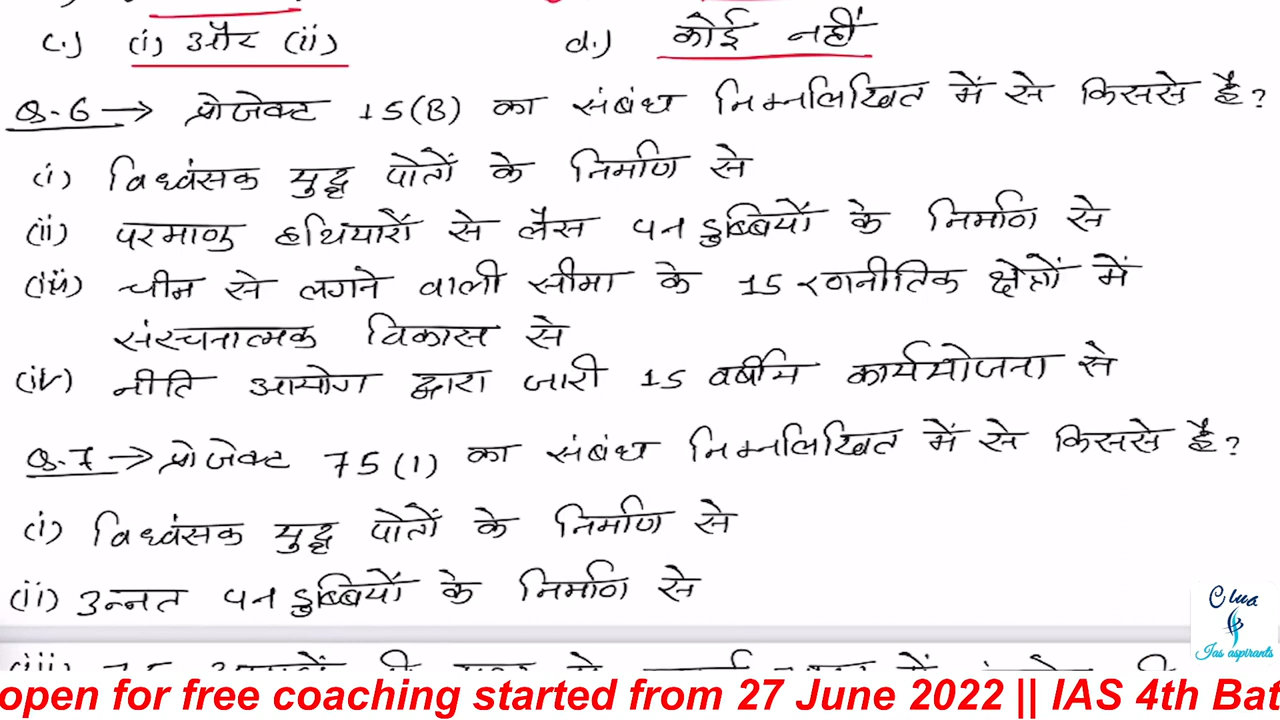 c.) (i) और (ii)
d.) कोई नहीं
Q-6 → प्रोजेक्ट 15(B) का संबंध निम्नलिखित में से किससे है?
(i) विध्वंसक युद्ध पोतों के निर्माण से
(ii) परमाणु हथियारों से लैस पनडुब्बियों के निर्माण से
(iii) चीन से लगने वाली सीमा के 15 रणनीतिक क्षेत्रों में
संरचनात्मक विकास से
(iv) नीति आयोग द्वारा जारी 15 वर्षीय कार्ययोजना से
Q.7 → प्रोजेक्ट 75(1) का संबंध निम्नलिखित में से किससे है?
(i) विध्वंसक युद्ध पोतों के निर्माण से
(ii) उन्नत पनडुब्बियों के निर्माण से
Clua
Ias aspirants
open for free coaching started from 27 June 2022 || IAS 4th Bat